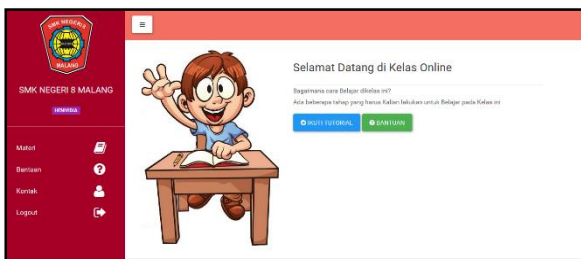 SMK NEGERI 8
MALANG
SMK NEGERI 8 MALANG
Materi
Bantuan
Kontak
Logout
Selamat Datang di Kelas Online
Bagaimana cara Belajar dikelas ini?
Ada beberapa tahap yang harus Kalian lakukan untuk Belajar pada Kelas ini
IKUTI TUTORIAL
BANTUAN